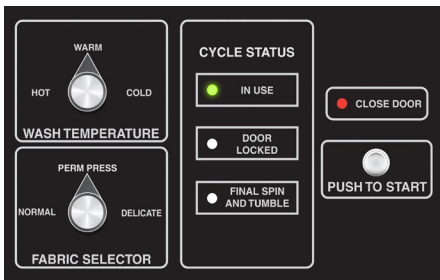 WARM
HOT
COLD
WASH TEMPERATURE
PERM PRESS
NORMAL
DELICATE
FABRIC SELECTOR
CYCLE STATUS
IN USE
DOOR
LOCKED
FINAL SPIN
AND TUMBLE
CLOSE DOOR
PUSH TO START